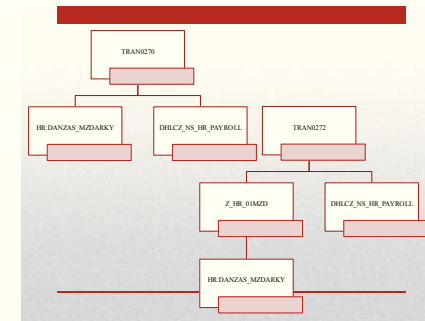 TRAN0270
HR:DANZAS_MZDARKY
DHLCZ_NS_HR_PAYROLL
TRAN0272
Z_HR_01MZD
DHLCZ_NS_HR_PAYROLL
HR:DANZAS_MZDARKY